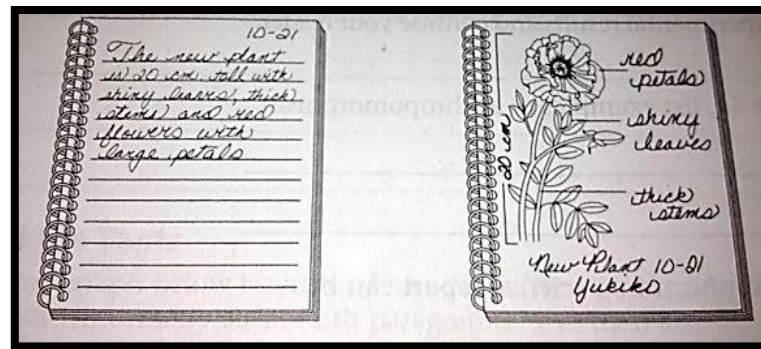 10-21
The new plant
is 20 cm tall with
shiny leaves, thick
stems and red
flowers with
large petals
20 cm
red
petals
shiny
leaves
thick
stems
New Plant 10-21
Yukiko